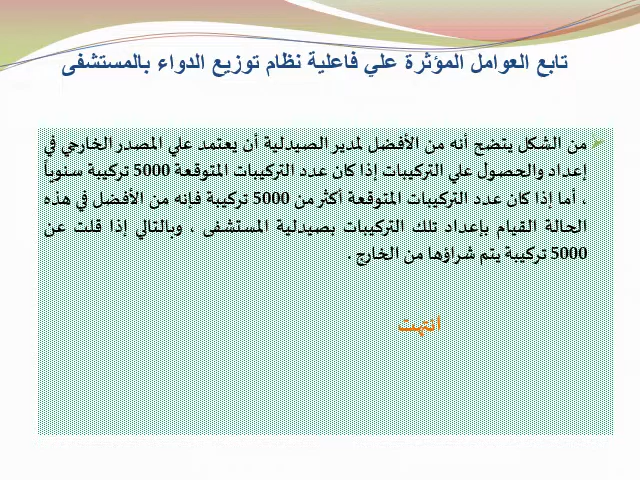 تابع العوامل المؤثرة علي فاعلية نظام توزيع الدواء بالمستشفى
من الشكل يتضح أنه من الأفضل لمدير الصيدلية أن يعتمد علي المصدر الخارجي في
إعداد والحصول علي التركيبات إذا كان عدد التركيبات المتوقعة 5000 تركيبة سنوياً
، أما إذا كان عدد التركيبات المتوقعة أكثر من 5000 تركيبة فإنه من الأفضل في هذه
الحالة القيام بإعداد تلك التركيبات بصيدلية المستشفى ، وبالتالي إذا قلت عن
5000 تركيبة يتم شراؤها من الخارج .
أنتهت